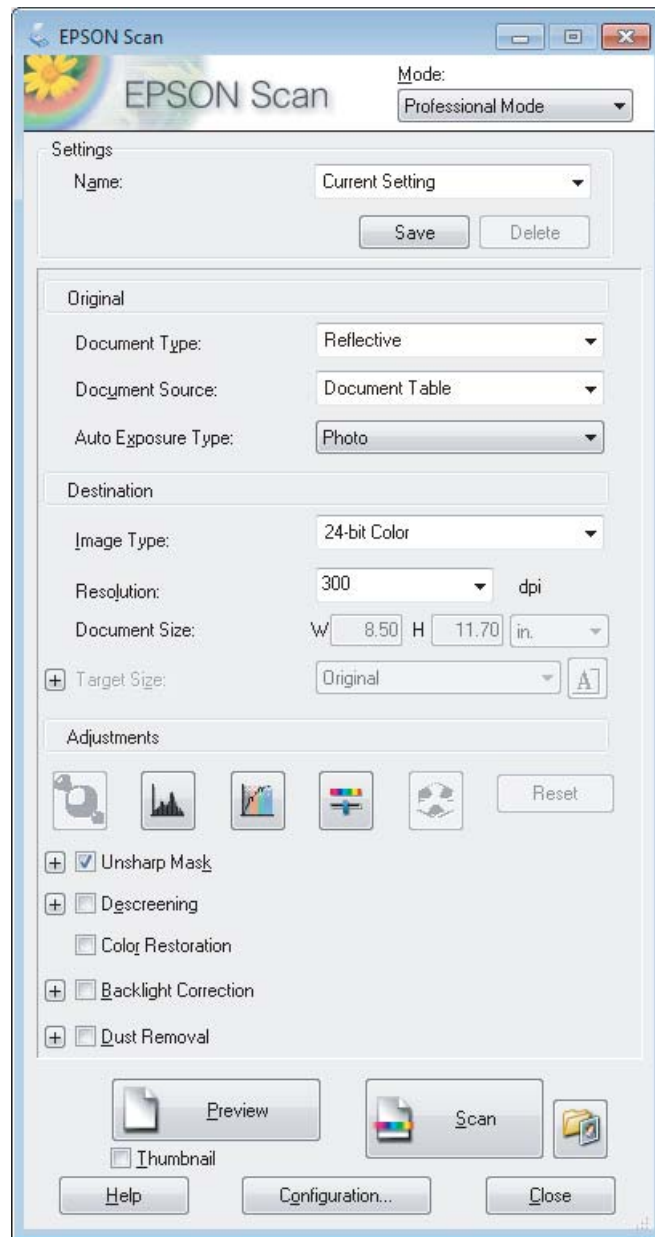 EPSON Scan
EPSON Scan
Mode:
Professional Mode
Settings
Name: Current Setting
Save Delete
Original
Document Type: Reflective
Document Source: Document Table
Auto Exposure Type: Photo
Destination
Image Type: 24-bit Color
Resolution: 300 dpi
Document Size: W 8.50 H 11.70 in.
Target Size: Original A
Adjustments
Reset
Unsharp Mask
Descreening
Color Restoration
Backlight Correction
Dust Removal
Preview Scan
Thumbnail
Help Configuration... Close